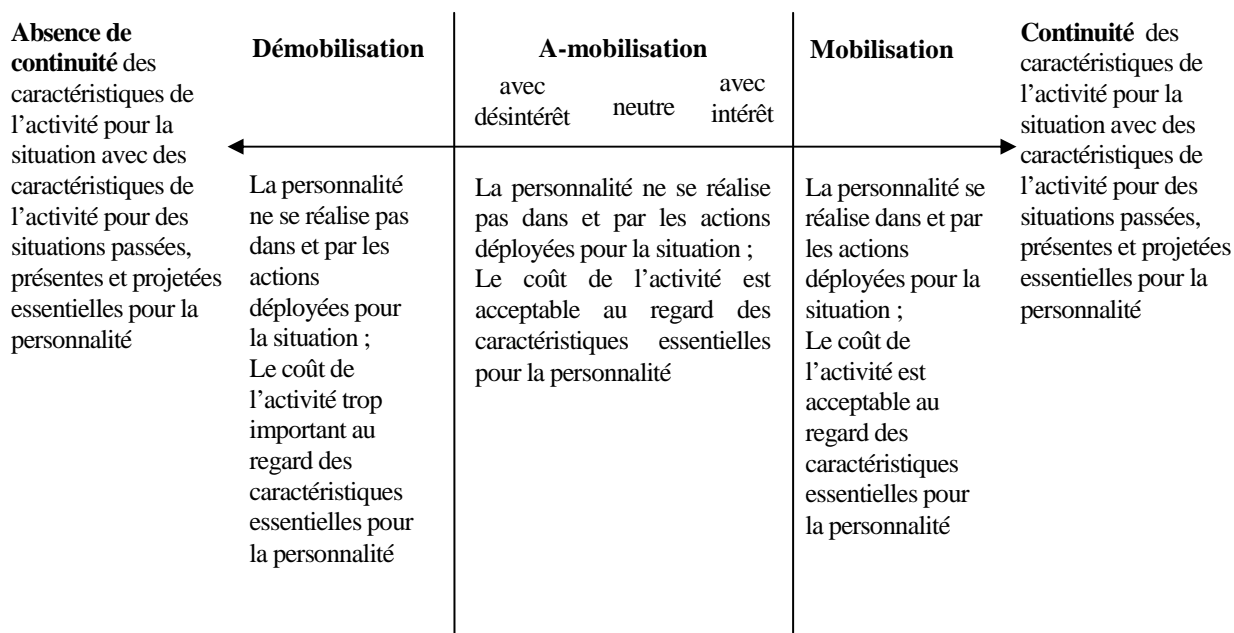 Absence de
continuité des
caractéristiques de
l’activité pour la
situation avec des
caractéristiques de
l’activité pour des
situations passées,
présentes et projetées
essentielles pour la
personnalité
Démobilisation
La personnalité
ne se réalise pas
dans et par les
actions
déployées pour
la situation ;
Le coût de
l’activité trop
important au
regard des
caractéristiques
essentielles pour
la personnalité
A-mobilisation
avec
désintérêt
neutre
avec
intérêt
La personnalité ne se réalise
pas dans et par les actions
déployées pour la situation ;
Le coût de l’activité est
acceptable au regard des
caractéristiques essentielles
pour la personnalité
Mobilisation
La personnalité se
réalise dans et par
les actions
déployées pour la
situation ;
Le coût de
l’activité est
acceptable au
regard des
caractéristiques
essentielles pour
la personnalité
Continuité des
caractéristiques de
l’activité pour la
situation avec des
caractéristiques de
l’activité pour des
situations passées,
présentes et projetées
essentielles pour la
personnalité